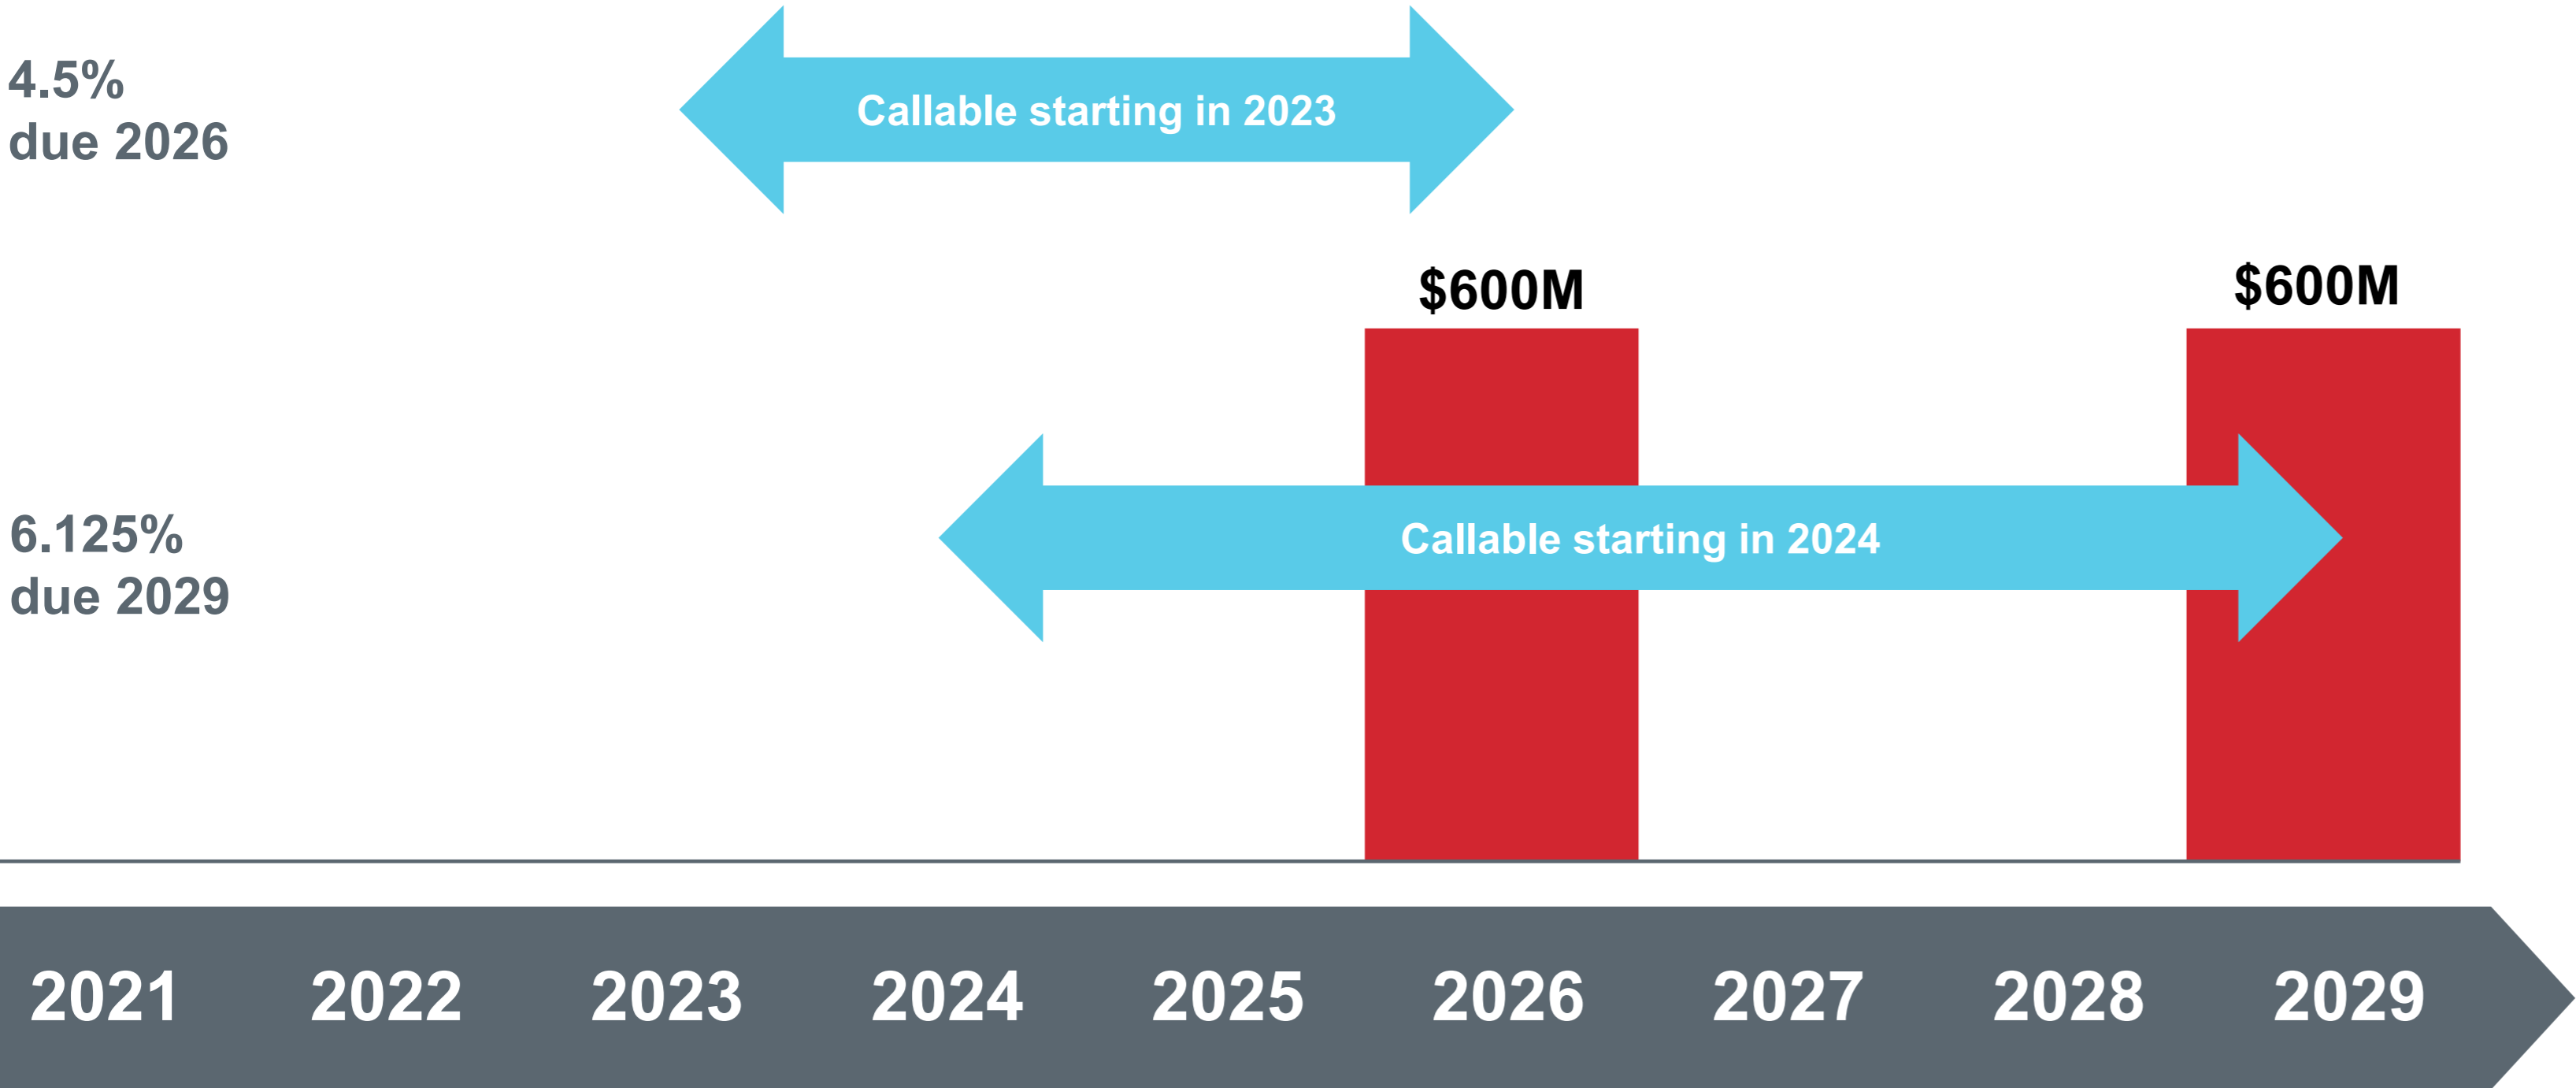 4.5%
due 2026
Callable starting in 2023
$600M
$600M
6.125%
due 2029
Callable starting in 2024
2021 2022 2023 2024 2025 2026 2027 2028 2029